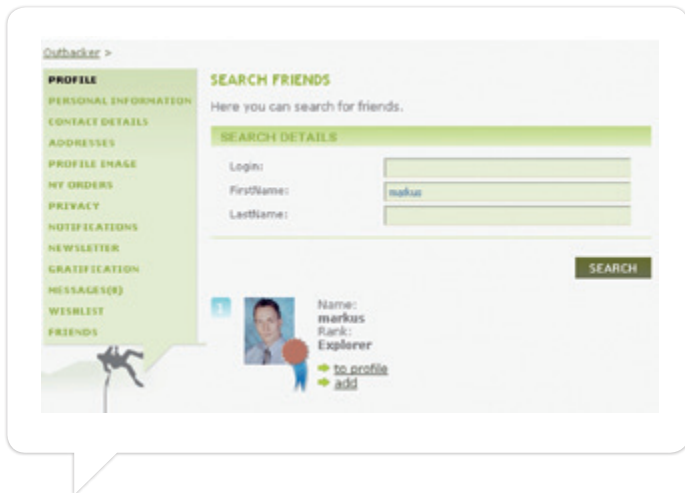 Outbacker >
PROFILE
PERSONAL INFORMATION
CONTACT DETAILS
ADDRESSES
PROFILE IMAGE
MY ORDERS
PRIVACY
NOTIFICATIONS
NEWSLETTER
GRATIFICATION
MESSAGES(0)
WISHLIST
FRIENDS
SEARCH FRIENDS
Here you can search for friends.
SEARCH DETAILS
Login:
FirstName: markus
LastName:
SEARCH
1
Name:
markus
Rank:
Explorer
to profile
add